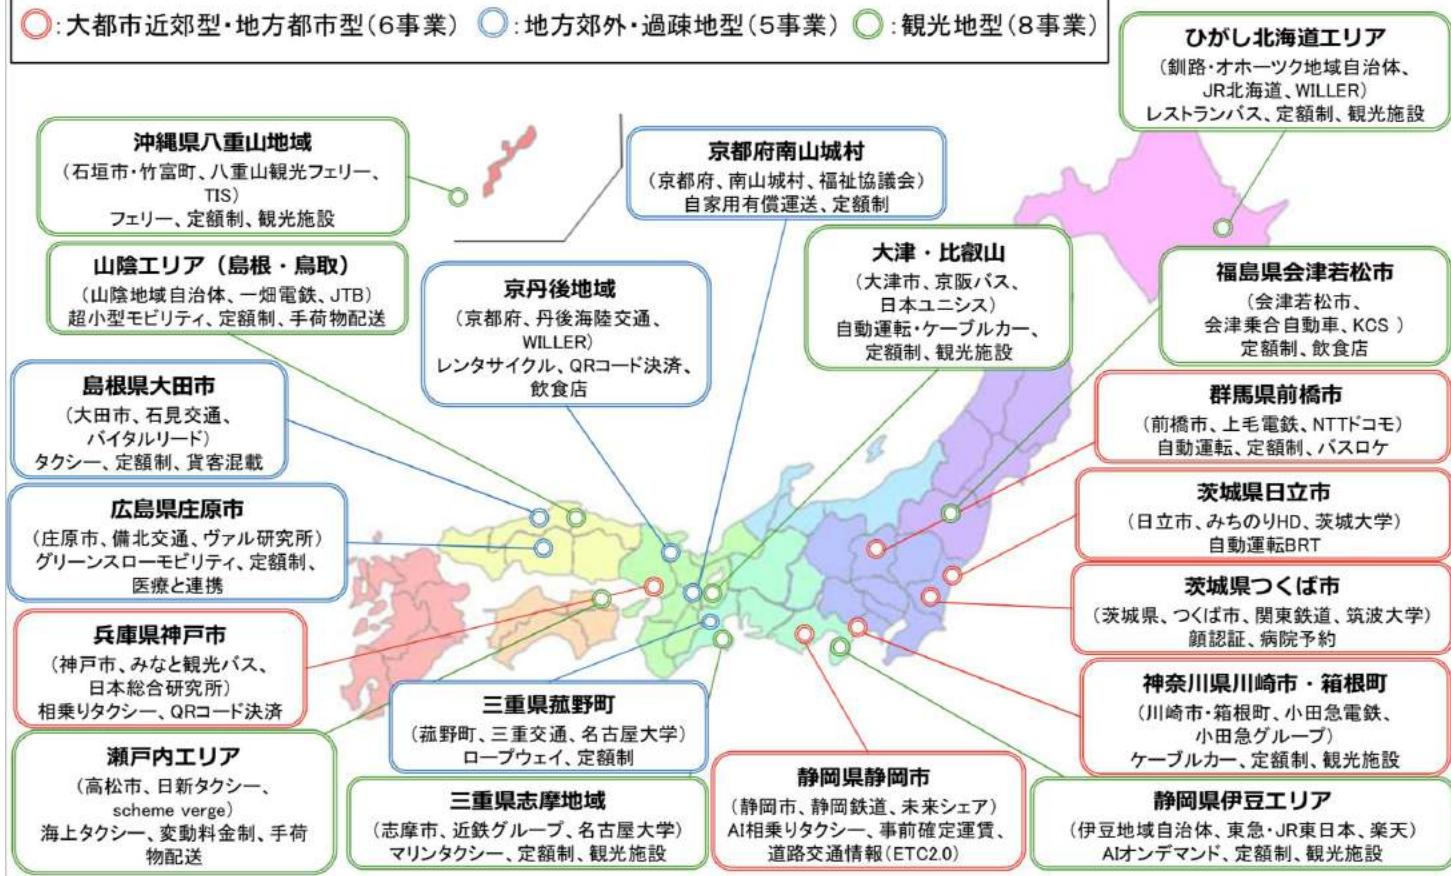 ○:大都市近郊型・地方都市型(6事業) ○:地方郊外・過疎地型(5事業) ○:観光地型(8事業)
ひがし北海道エリア
(釧路・オホーツク地域自治体、
JR北海道、WILLER)
レストランバス、定額制、観光施設
沖縄県八重山地域
(石垣市・竹富町、八重山観光フェリー、
TIS)
フェリー、定額制、観光施設
京都府南山城村
(京都府、南山城村、福祉協議会)
自家用有償運送、定額制
山陰エリア(島根・鳥取)
(山陰地域自治体、一畑電鉄、JTB)
超小型モビリティ、定額制、手荷物配送
京丹後地域
(京都府、丹後海陸交通、
WILLER)
レンタサイクル、QRコード決済、
飲食店
大津・比叡山
(大津市、京阪バス、
日本ユニシス)
自動運転・ケーブルカー、
定額制、観光施設
福島県会津若松市
(会津若松市、
会津乗合自動車、KCS )
定額制、飲食店
島根県大田市
(大田市、石見交通、
バイタルリード)
タクシー、定額制、貨客混載
群馬県前橋市
(前橋市、上毛電鉄、NTTドコモ)
自動運転、定額制、バスロケ
広島県庄原市
(庄原市、備北交通、ヴァル研究所)
グリーンスローモビリティ、定額制、
医療と連携
茨城県日立市
(日立市、みちのりHD、茨城大学)
自動運転BRT
茨城県つくば市
(茨城県、つくば市、関東鉄道、筑波大学)
顔認証、病院予約
兵庫県神戸市
(神戸市、みなと観光バス、
日本総合研究所)
相乗りタクシー、QRコード決済
三重県菰野町
(菰野町、三重交通、名古屋大学)
ロープウェイ、定額制
神奈川県川崎市・箱根町
(川崎市・箱根町、小田急電鉄、
小田急グループ)
ケーブルカー、定額制、観光施設
瀬戸内エリア
(高松市、日新タクシー、
scheme verge)
海上タクシー、変動料金制、手荷
物配送
三重県志摩地域
(志摩市、近鉄グループ、名古屋大学)
マリンタクシー、定額制、観光施設
静岡県静岡市
(静岡市、静岡鉄道、未来シェア)
AI相乗りタクシー、事前確定運賃、
道路交通情報(ETC2.0)
静岡県伊豆エリア
(伊豆地域自治体、東急・JR東日本、楽天)
AIオンデマンド、定額制、観光施設